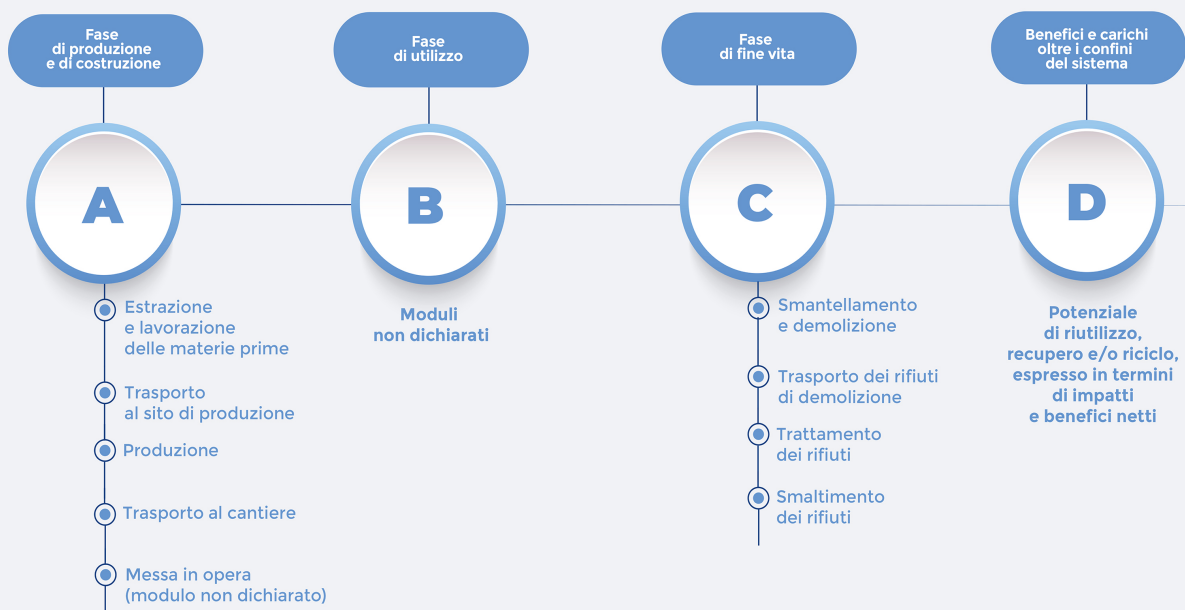 Fase
di produzione
e di costruzione
A
Estrazione
e lavorazione
delle materie prime
Trasporto
al sito di produzione
Produzione
Trasporto al cantiere
Messa in opera
(modulo non dichiarato)
Fase
di utilizzo
B
Moduli
non dichiarati
Fase
di fine vita
C
Smantellamento
e demolizione
Trasporto dei rifiuti
di demolizione
Trattamento
dei rifiuti
Smaltimento
dei rifiuti
Benefici e carichi
oltre i confini
del sistema
D
Potenziale
di riutilizzo,
recupero e/o riciclo,
espresso in termini
di impatti
e benefici netti